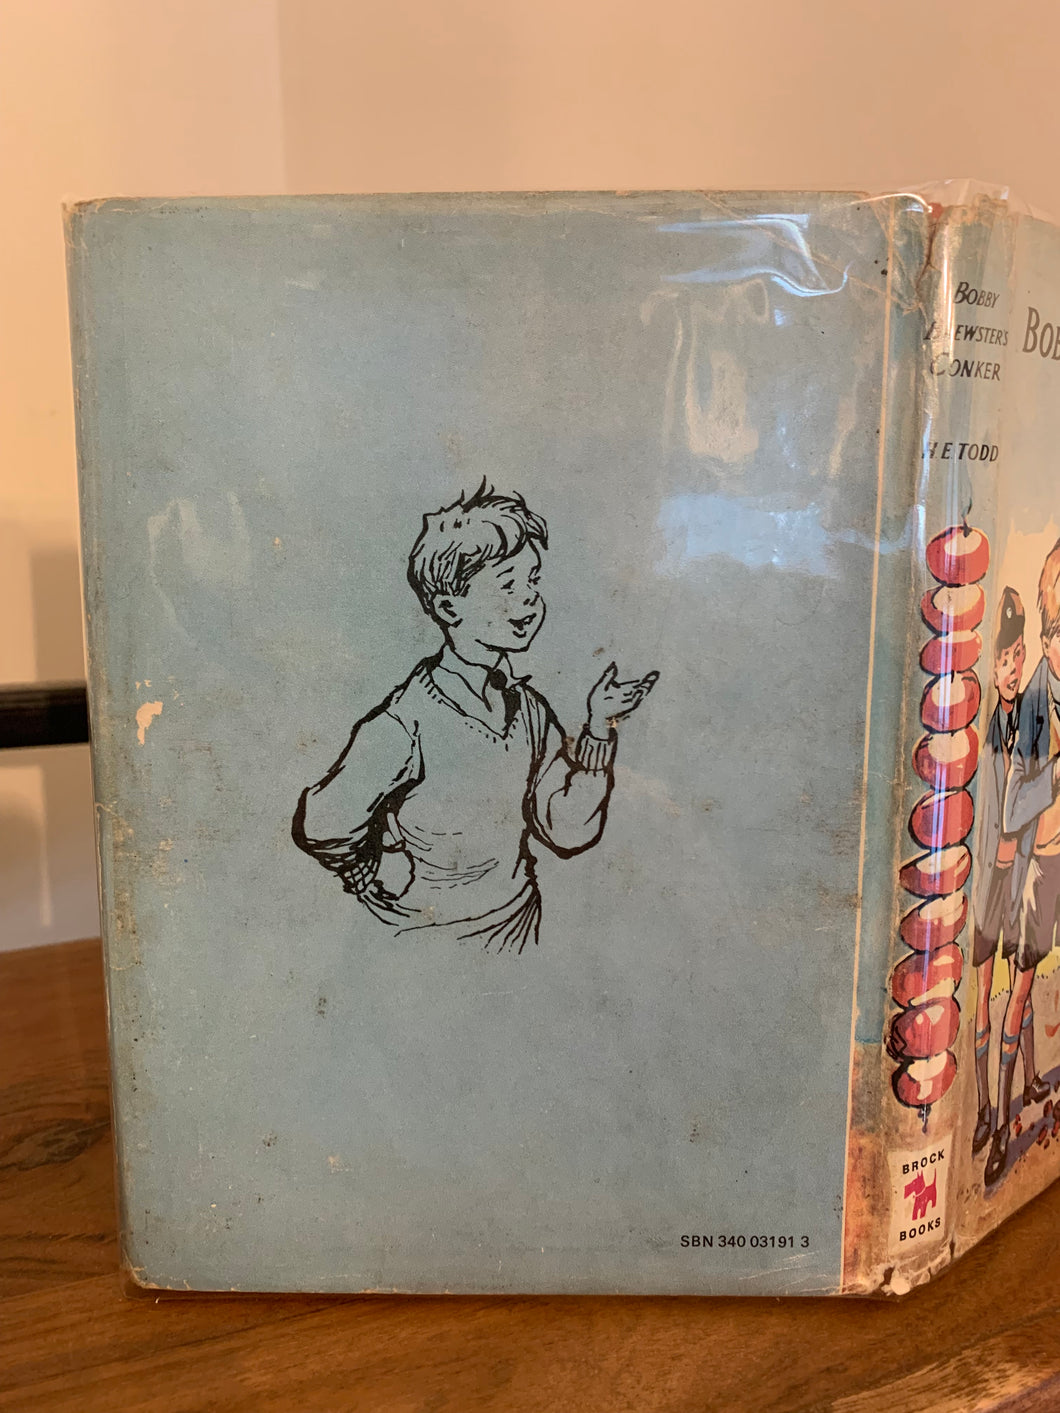 BOBBY
BREWSTER'S
CONKER
H E TODD
BOB
BROCK
BOOKS
SBN 340 03191 3